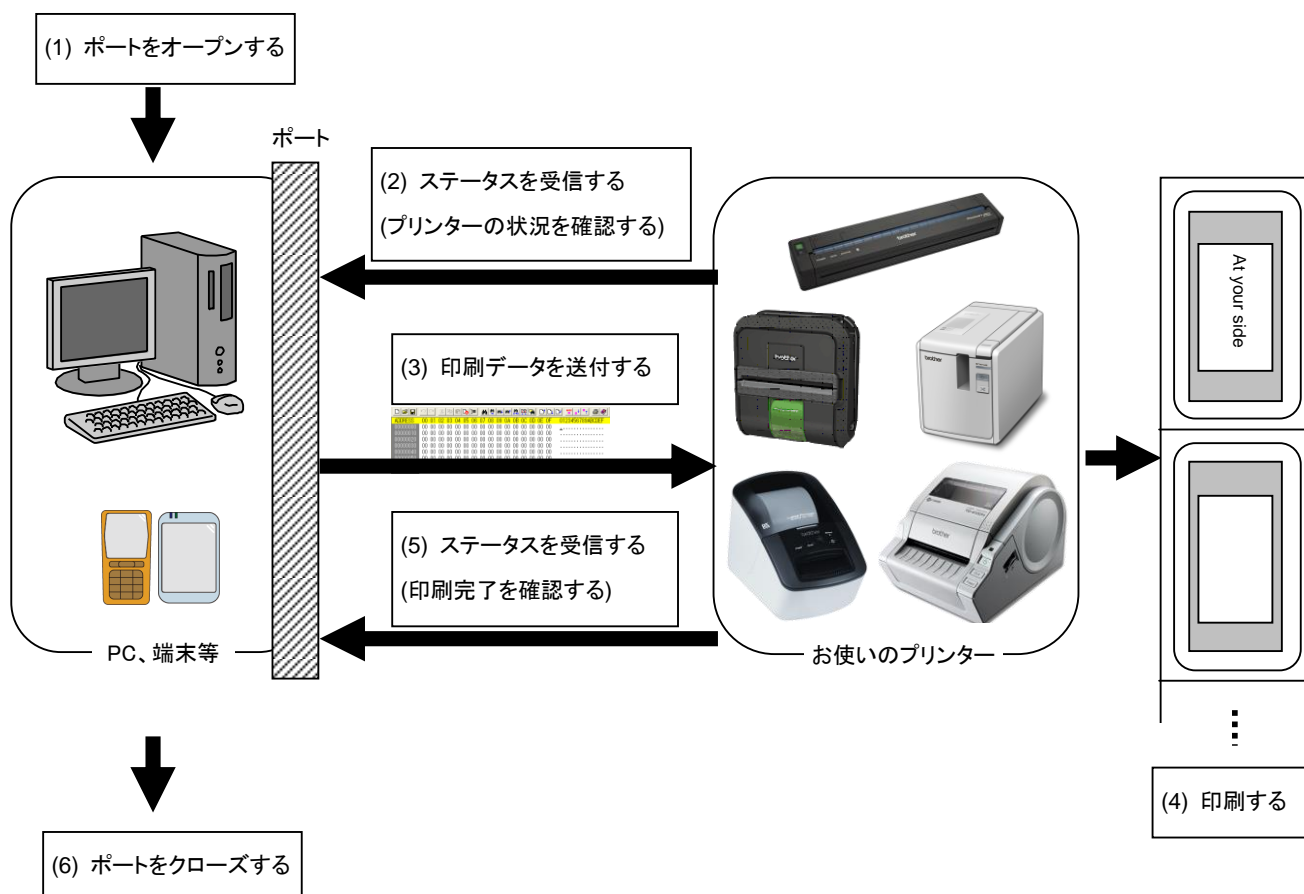 (1) ポートをオープンする
ポート
(2) ステータスを受信する
(プリンターの状況を確認する)
(3) 印刷データを送付する
(5) ステータスを受信する
(印刷完了を確認する)
PC、端末等
brother
brother
brother
brother
お使いのプリンター
At your side
(4) 印刷する
(6) ポートをクローズする